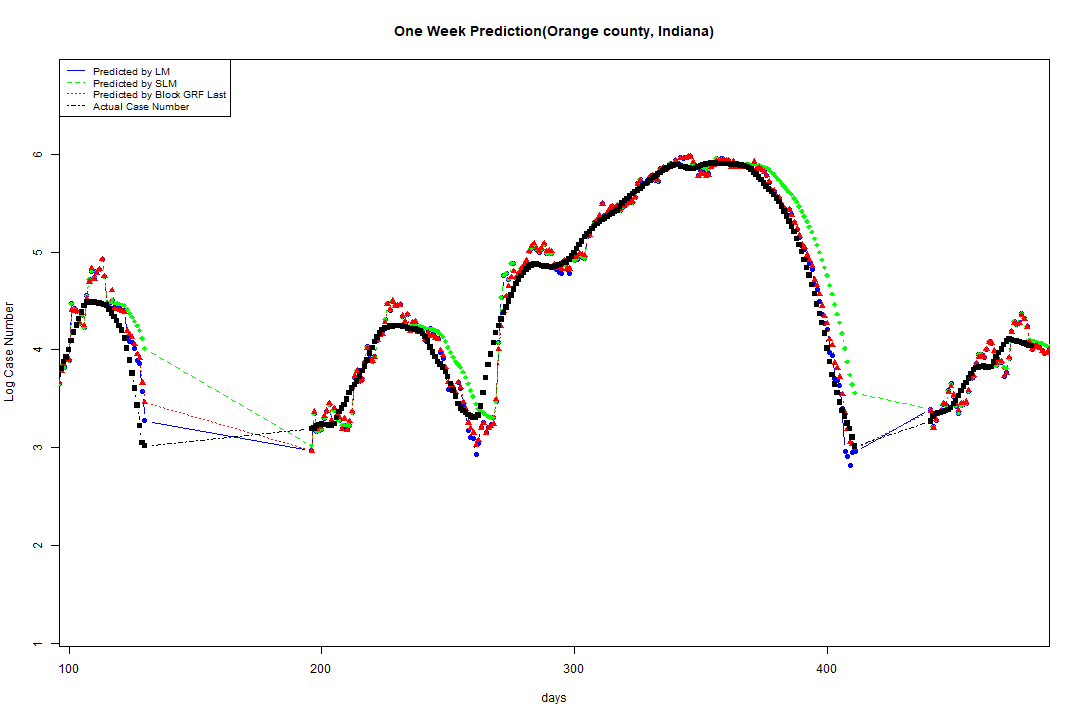 One Week Prediction(Orange county, Indiana)
Predicted by LM
Predicted by SLM
Predicted by Block GRF Last
Actual Case Number
6
5
4
3
2
1
Log Case Number
100 200 300 400
days